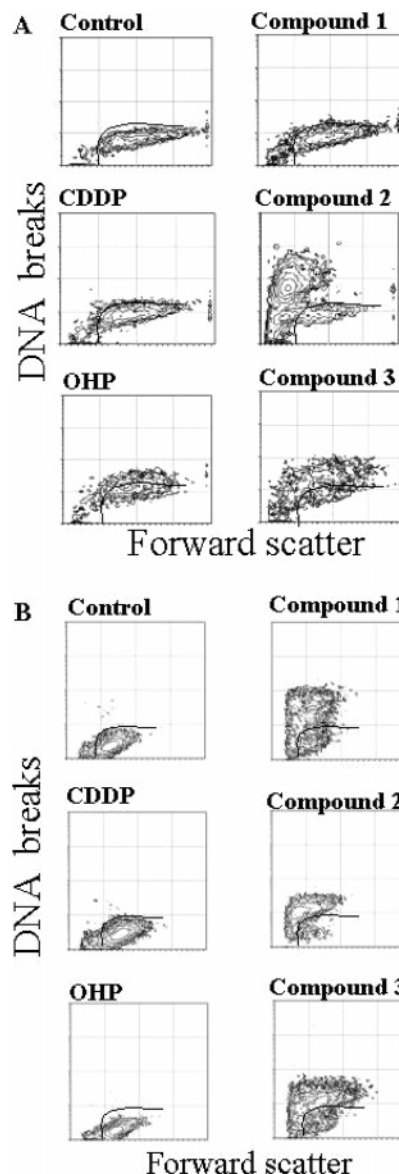 A
Control
Compound 1
CDDP
Compound 2
OHP
Compound 3
DNA breaks
Forward scatter
B
Control
Compound 1
CDDP
Compound 2
OHP
Compound 3
DNA breaks
Forward scatter